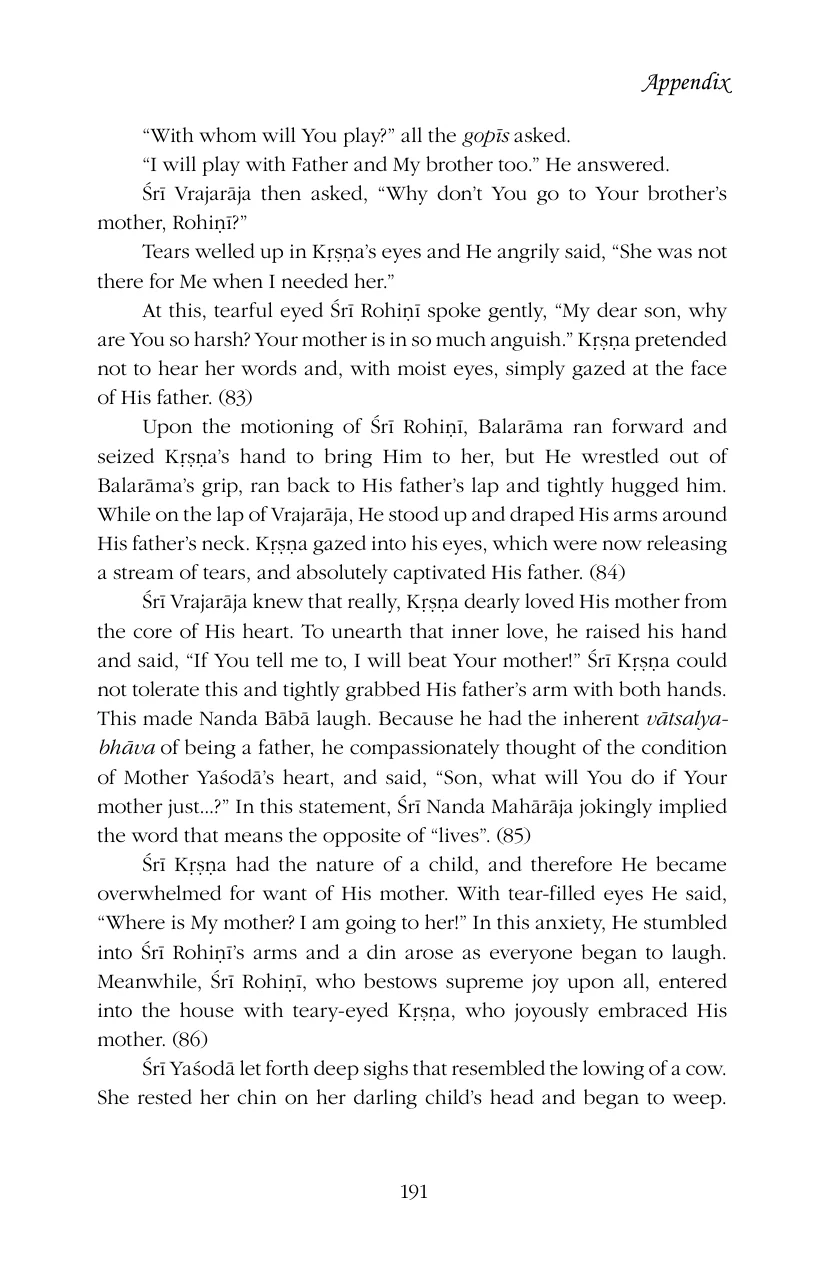 Appendix
“With whom will You play?” all the gopīs asked.
“I will play with Father and My brother too.” He answered.
Śrī Vrajarāja then asked, “Why don’t You go to Your brother’s
mother, Rohiṇī?”
Tears welled up in Kṛṣṇa’s eyes and He angrily said, “She was not
there for Me when I needed her.”
At this, tearful eyed Śrī Rohiṇī spoke gently, “My dear son, why
are You so harsh? Your mother is in so much anguish.” Kṛṣṇa pretended
not to hear her words and, with moist eyes, simply gazed at the face
of His father. (83)
Upon the motioning of Śrī Rohiṇī, Balarāma ran forward and
seized Kṛṣṇa’s hand to bring Him to her, but He wrestled out of
Balarāma’s grip, ran back to His father’s lap and tightly hugged him.
While on the lap of Vrajarāja, He stood up and draped His arms around
His father’s neck. Kṛṣṇa gazed into his eyes, which were now releasing
a stream of tears, and absolutely captivated His father. (84)
Śrī Vrajarāja knew that really, Kṛṣṇa dearly loved His mother from
the core of His heart. To unearth that inner love, he raised his hand
and said, “If You tell me to, I will beat Your mother!” Śrī Kṛṣṇa could
not tolerate this and tightly grabbed His father’s arm with both hands.
This made Nanda Bābā laugh. Because he had the inherent vātsalya-
bhāva of being a father, he compassionately thought of the condition
of Mother Yaśodā’s heart, and said, “Son, what will You do if Your
mother just...?” In this statement, Śrī Nanda Mahārāja jokingly implied
the word that means the opposite of “lives”. (85)
Śrī Kṛṣṇa had the nature of a child, and therefore He became
overwhelmed for want of His mother. With tear-filled eyes He said,
“Where is My mother? I am going to her!” In this anxiety, He stumbled
into Śrī Rohiṇī’s arms and a din arose as everyone began to laugh.
Meanwhile, Śrī Rohiṇī, who bestows supreme joy upon all, entered
into the house with teary-eyed Kṛṣṇa, who joyously embraced His
mother. (86)
Śrī Yaśodā let forth deep sighs that resembled the lowing of a cow.
She rested her chin on her darling child’s head and began to weep.
191